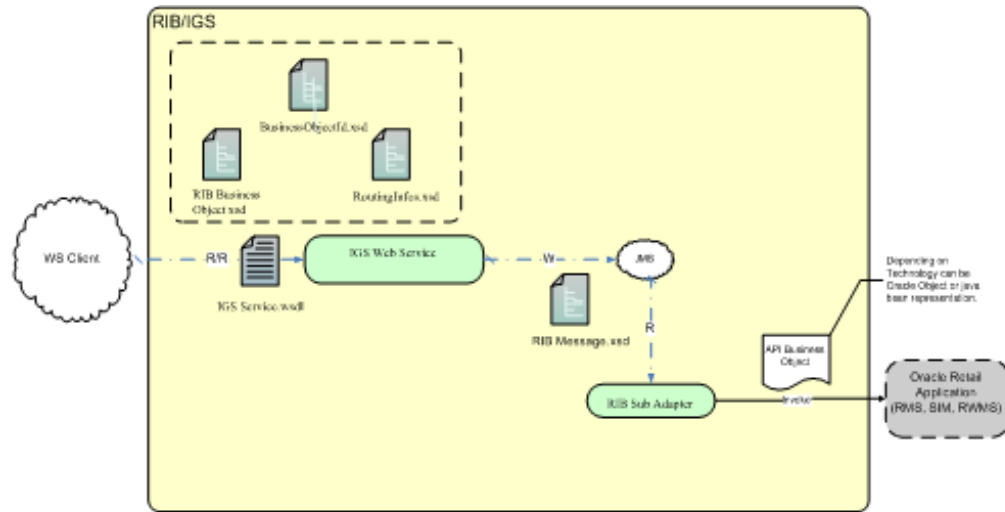 RIB/IGS
BusinessObjectId.xsd
RIB Business
Object.xsd
RoutingInfos.xsd
WS Client
R/R
IGS Service.wsdl
IGS Web Service
W
JMS
RIB Message.xsd
R
RIB Sub Adapter
Depending on
Technology can be
Oracle Object or java
bean representation.
API Business
Object
Invoke
Oracle Retail
Application
(RMS, SIM, RWMS)